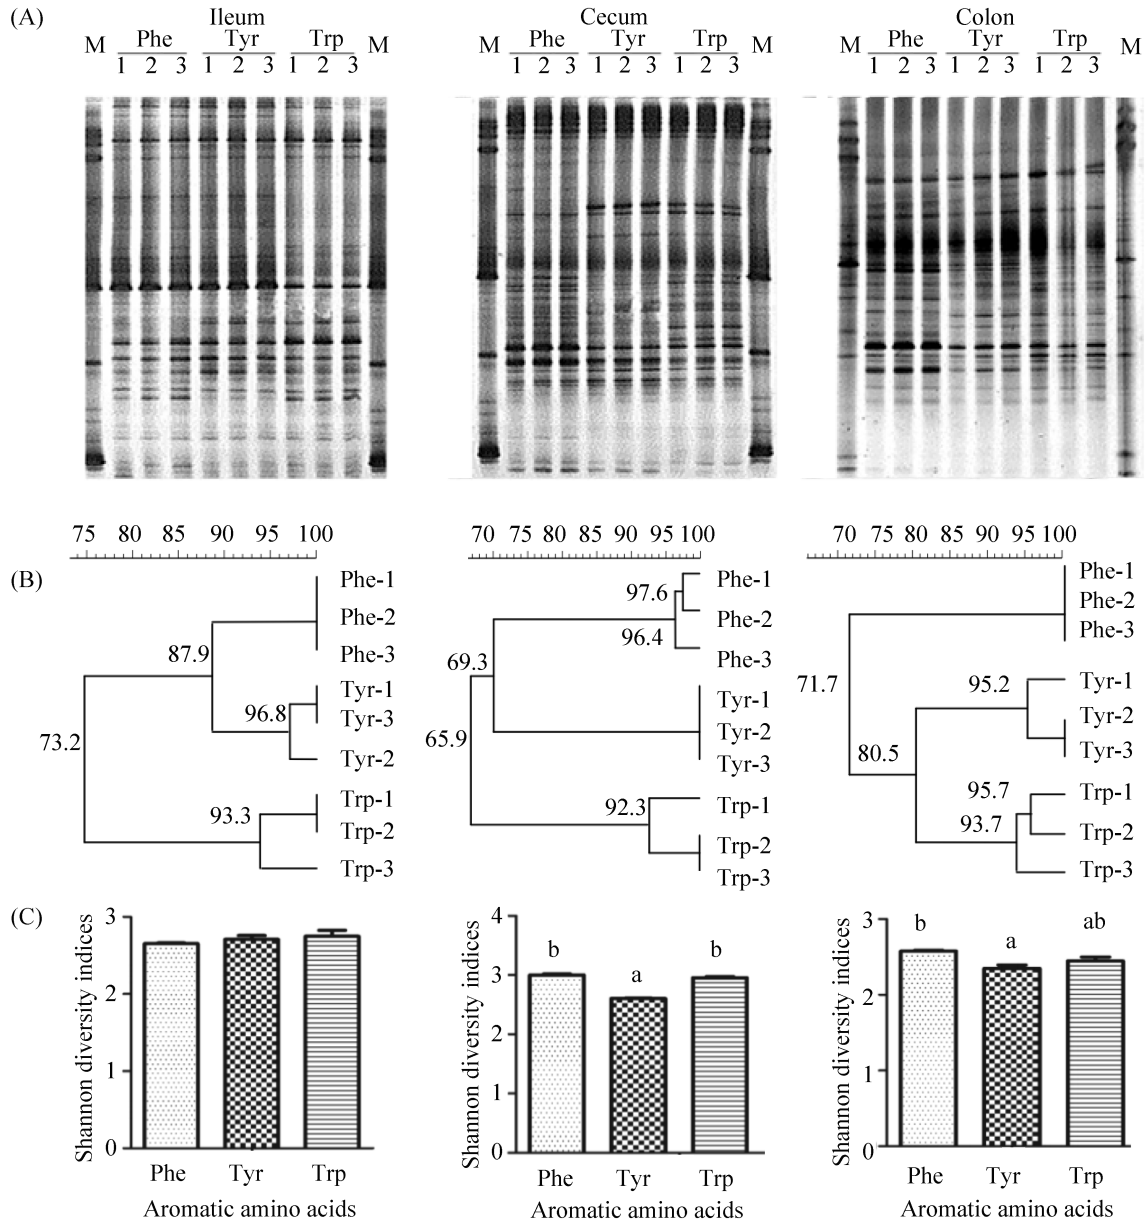 (A)
Ileum
M Phe Tyr Trp M
1 2 3 1 2 3 1 2 3
Cecum
M Phe Tyr Trp M
1 2 3 1 2 3 1 2 3
Colon
M Phe Tyr Trp M
1 2 3 1 2 3 1 2 3
(B)
75 80 85 90 95 100
Phe-1
Phe-2
87.9
Phe-3
Tyr-1
96.8
Tyr-3
73.2
Tyr-2
Trp-1
93.3
Trp-2
Trp-3
70 75 80 85 90 95 100
Phe-1
97.6
Phe-2
96.4
Phe-3
69.3
Tyr-1
Tyr-2
65.9
Tyr-3
Trp-1
92.3
Trp-2
Trp-3
70 75 80 85 90 95 100
Phe-1
Phe-2
Phe-3
71.7
95.2
Tyr-1
Tyr-2
Tyr-3
80.5
95.7
Trp-1
93.7
Trp-2
Trp-3
(C)
Shannon diversity indices
3
2
1
0
Phe Tyr Trp
Aromatic amino acids
Shannon diversity indices
4
3
2
1
0
b a b
Phe Tyr Trp
Aromatic amino acids
Shannon diversity indices
3
2
1
0
b a ab
Phe Tyr Trp
Aromatic amino acids